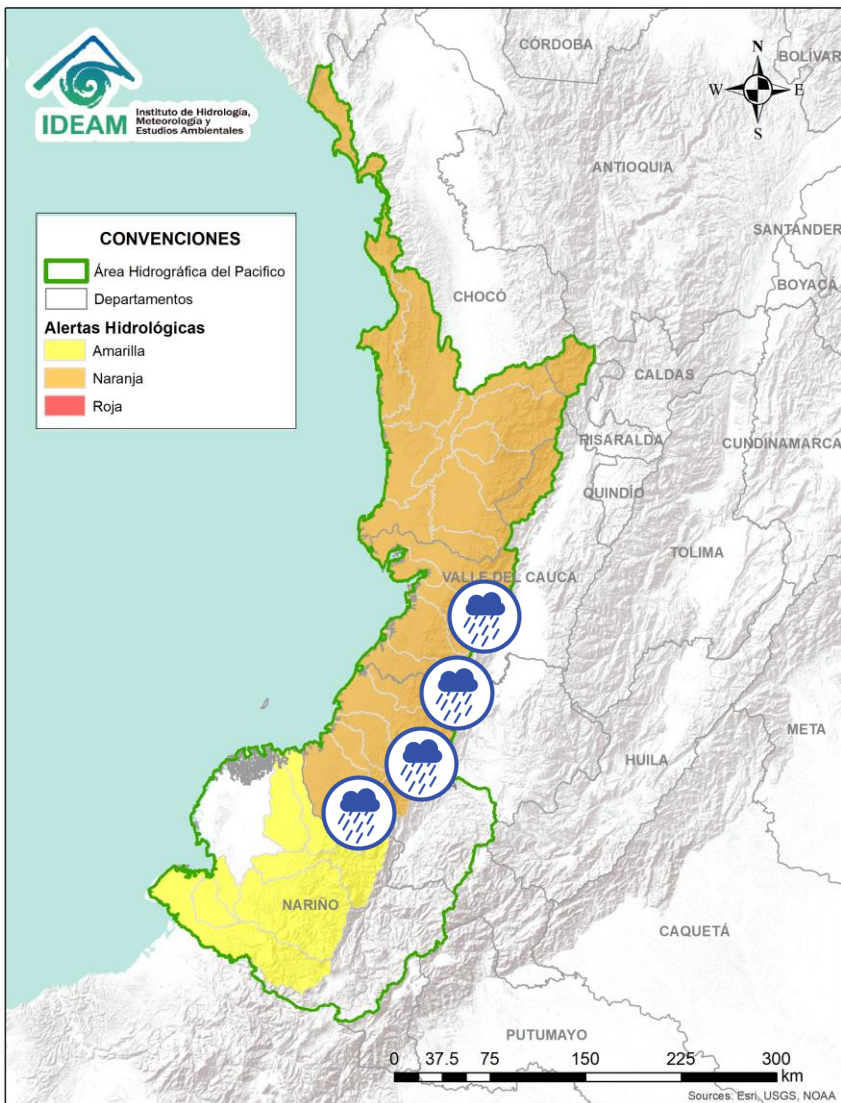 IDEAM
Instituto de Hidrología,
Meteorología y
Estudios Ambientales
CÓRDOBA
BOLÍVAR
N
W
E
S
ANTIOQUIA
SANTANDER
BOYACÁ
CONVENCIONES
Área Hidrográfica del Pacifico
Departamentos
Alertas Hidrológicas
Amarilla
Naranja
Roja
CHOCÓ
CALDAS
RISARALDA
CUNDINAMARCA
QUINDÍO
TOLIMA
VALLE DEL CAUCA
META
HUILA
NARIÑO
CAQUETÁ
PUTUMAYO
0 37.5 75 150 225 300
km
Sources: Esri, USGS, NOAA